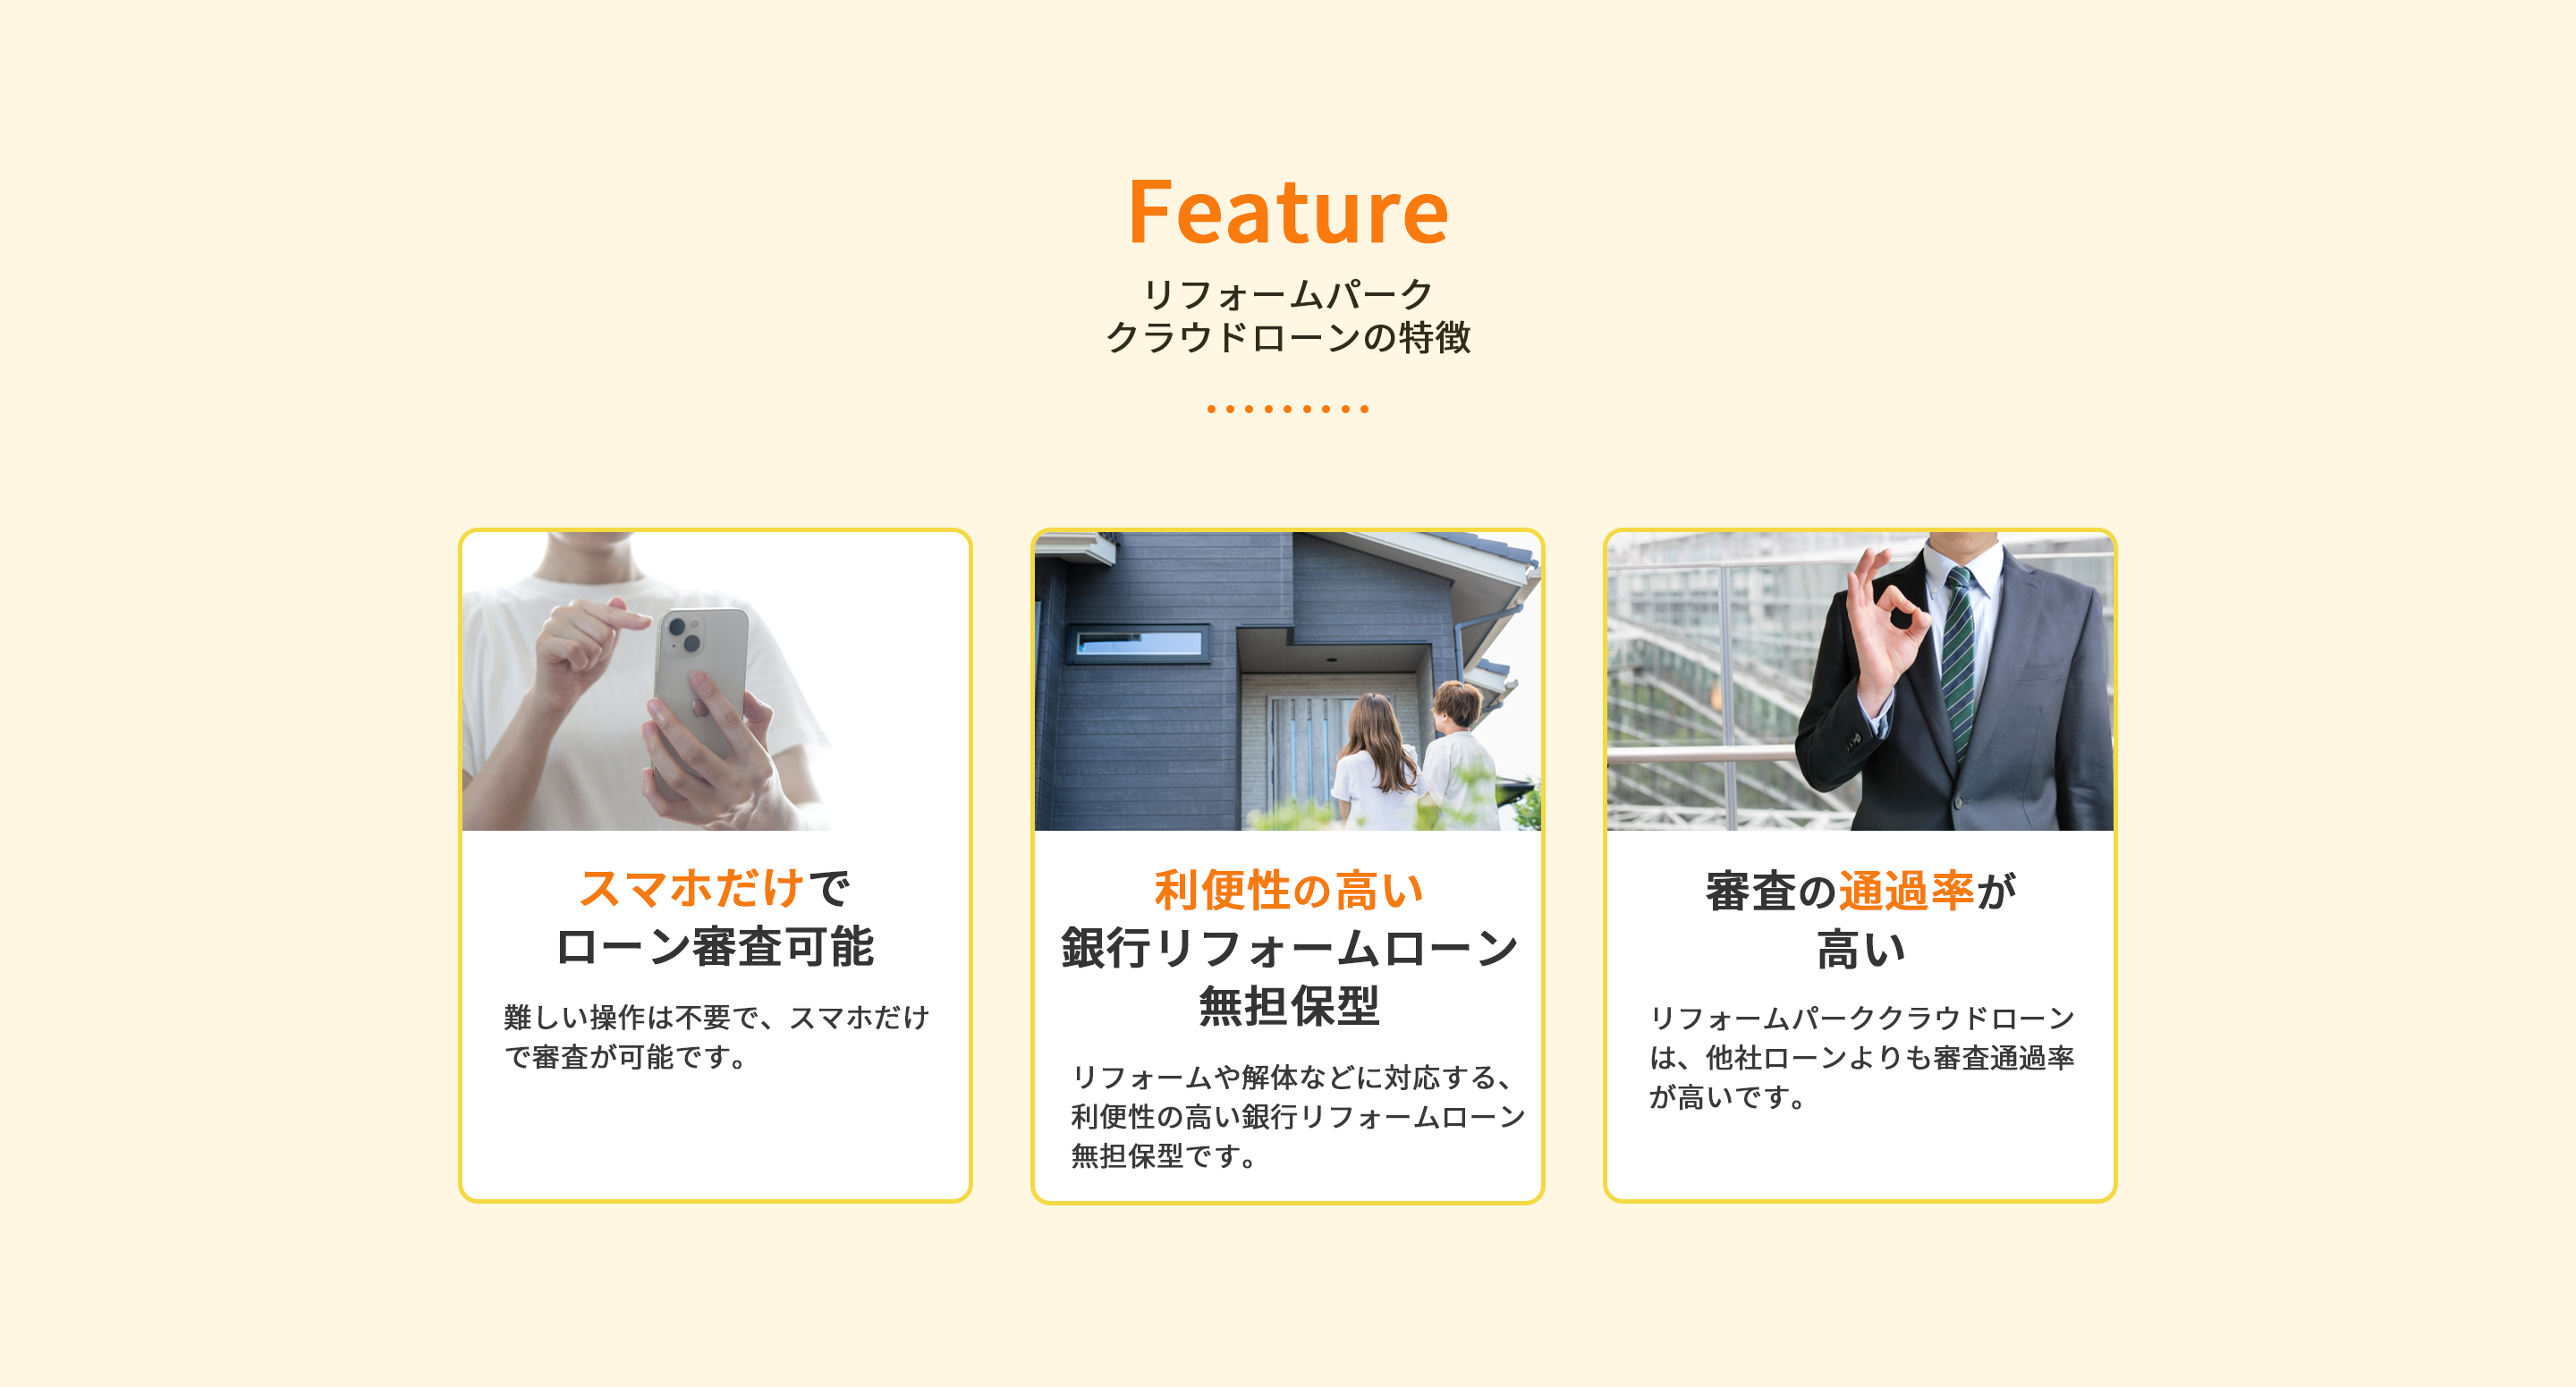 Feature
リフォームパーク
クラウドローンの特徴
スマホだけで
ローン審査可能
難しい操作は不要で、スマホだけ
で審査が可能です。
利便性の高い
銀行リフォームローン
無担保型
リフォームや解体などに対応する、
利便性の高い銀行リフォームローン
無担保型です。
審査の通過率が
高い
リフォームパーククラウドローン
は、他社ローンよりも審査通過率
が高いです。